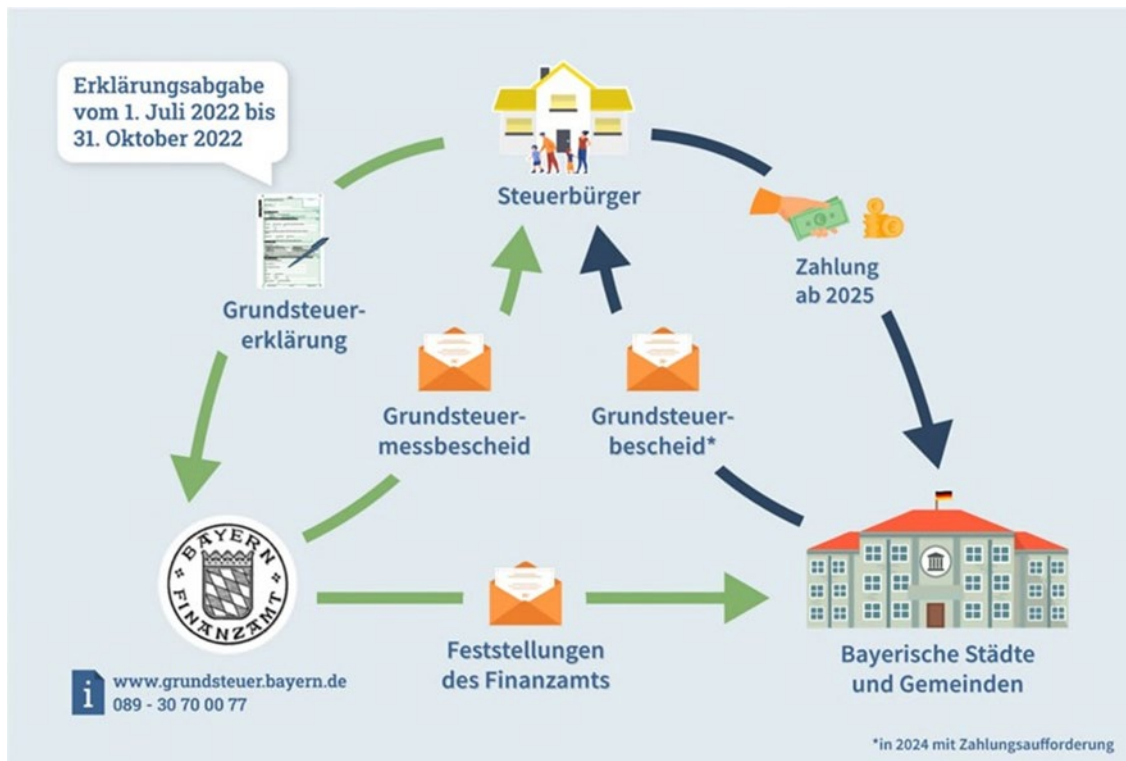 Erklärungsabgabe
vom 1. Juli 2022 bis
31. Oktober 2022
Steuerbürger
Grundsteuer-
erklärung
Zahlung
ab 2025
Grundsteuer-
messbescheid
Grundsteuer-
bescheid*
BAYERN
FINANZAMT
Feststellungen
des Finanzamts
Bayerische Städte
und Gemeinden
i
www.grundsteuer.bayern.de
089 - 30 70 00 77
*in 2024 mit Zahlungsaufforderung